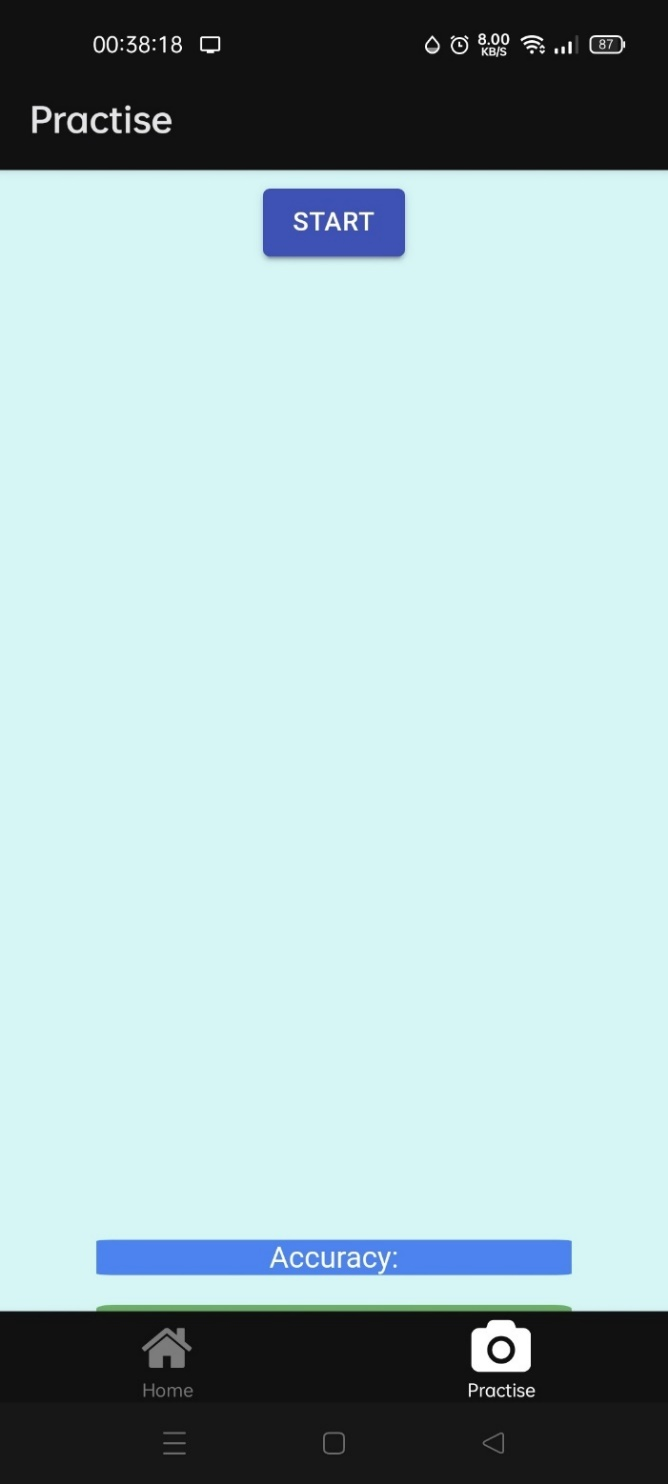 00:38:18 8.00 KB/S 87
Practise
START
Accuracy:
Home Practise